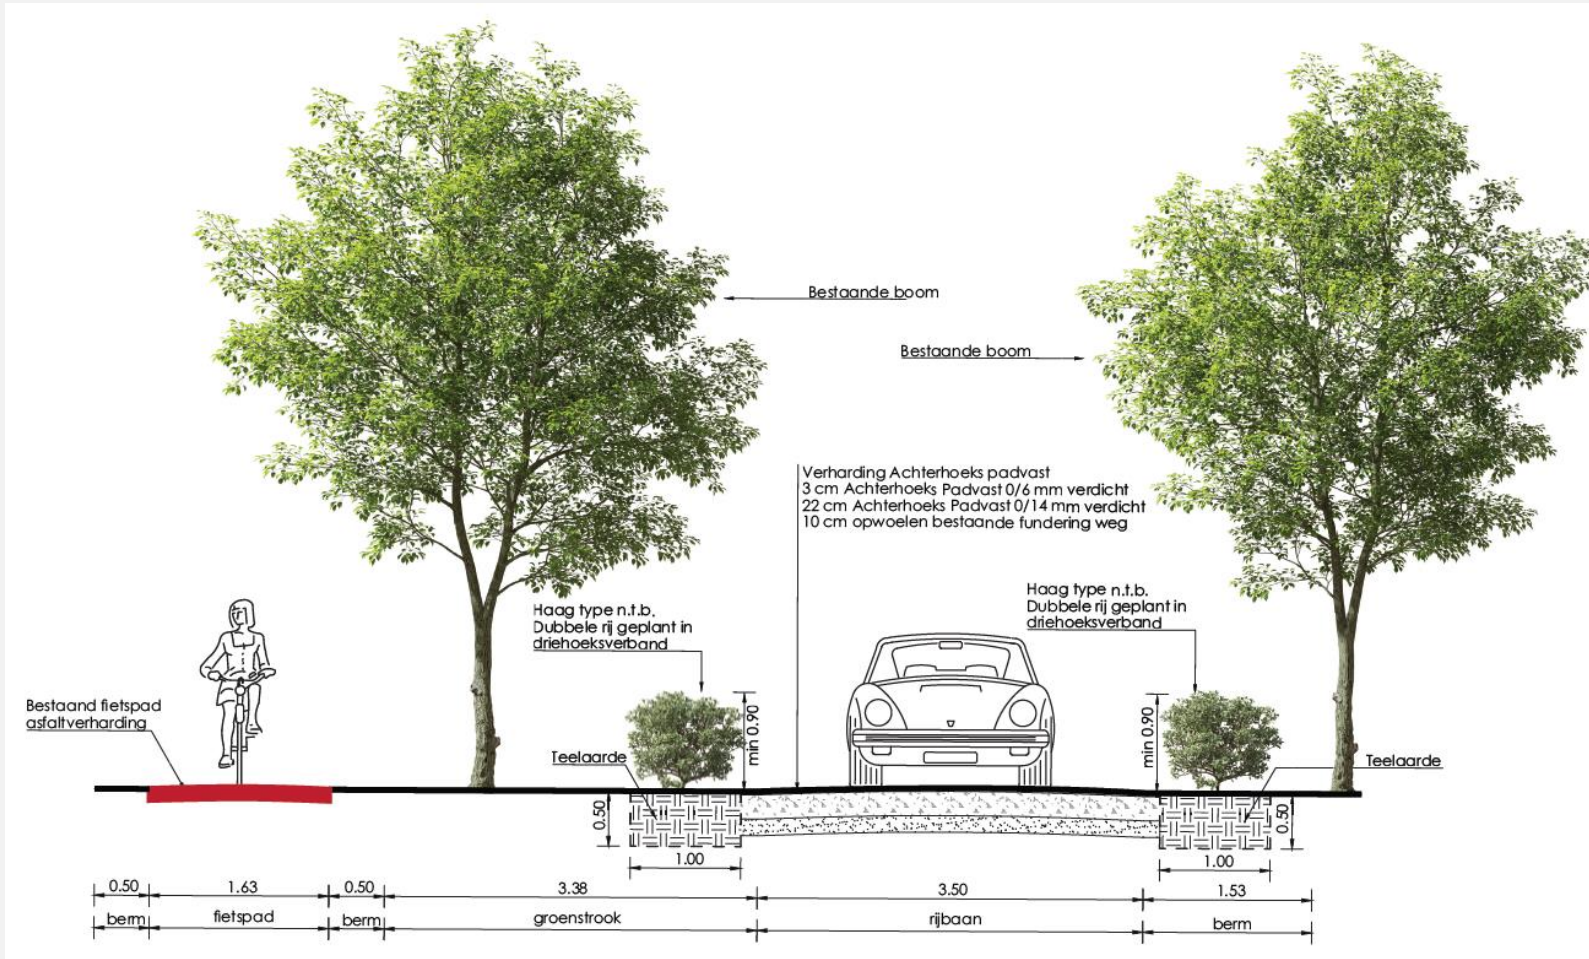 Bestaande boom
Bestaande boom
Verharding Achterhoeks padvast
3 cm Achterhoeks Padvast 0/6 mm verdicht
22 cm Achterhoeks Padvast 0/14 mm verdicht
10 cm opwoelen bestaande fundering weg
Haag type n.t.b.
Dubbele rij geplant in
driehoeksverband
Haag type n.t.b.
Dubbele rij geplant in
driehoeksverband
Bestaand fietspad
asfaltverharding
Teelaarde
min 0.90
min 0.90
Teelaarde
0.50
0.50
1.00
1.00
0.50 1.63 0.50 3.38 3.50 1.53
berm fietspad berm groenstrook rijbaan berm